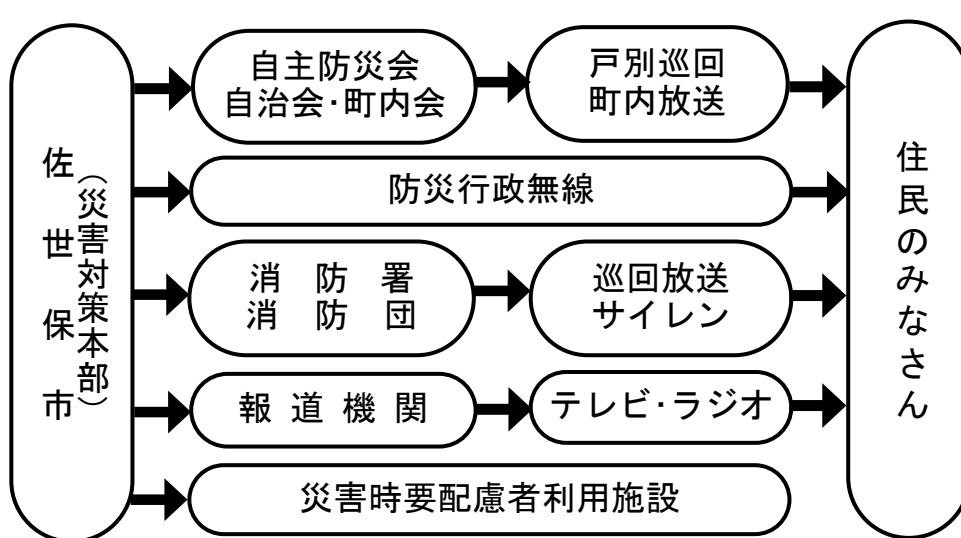 佐世保市
（災害対策本部）
自主防災会
自治会・町内会
戸別巡回
町内放送
防災行政無線
消防署
消防団
巡回放送
サイレン
報道機関
テレビ・ラジオ
災害時要配慮者利用施設
住民のみなさん